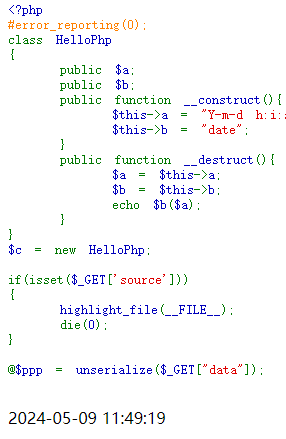 <?php
#error_reporting(0);
class HelloPhp
{
public $a;
public $b;
public function __construct(){
$this->a = "Y-m-d h:i:
$this->b = "date";
}
public function __destruct(){
$a = $this->a;
$b = $this->b;
echo $b($a);
}
}
$c = new HelloPhp;
if(isset($_GET['source']))
{
highlight_file(__FILE__);
die(0);
}
@$ppp = unserialize($_GET["data"]);
2024-05-09 11:49:19